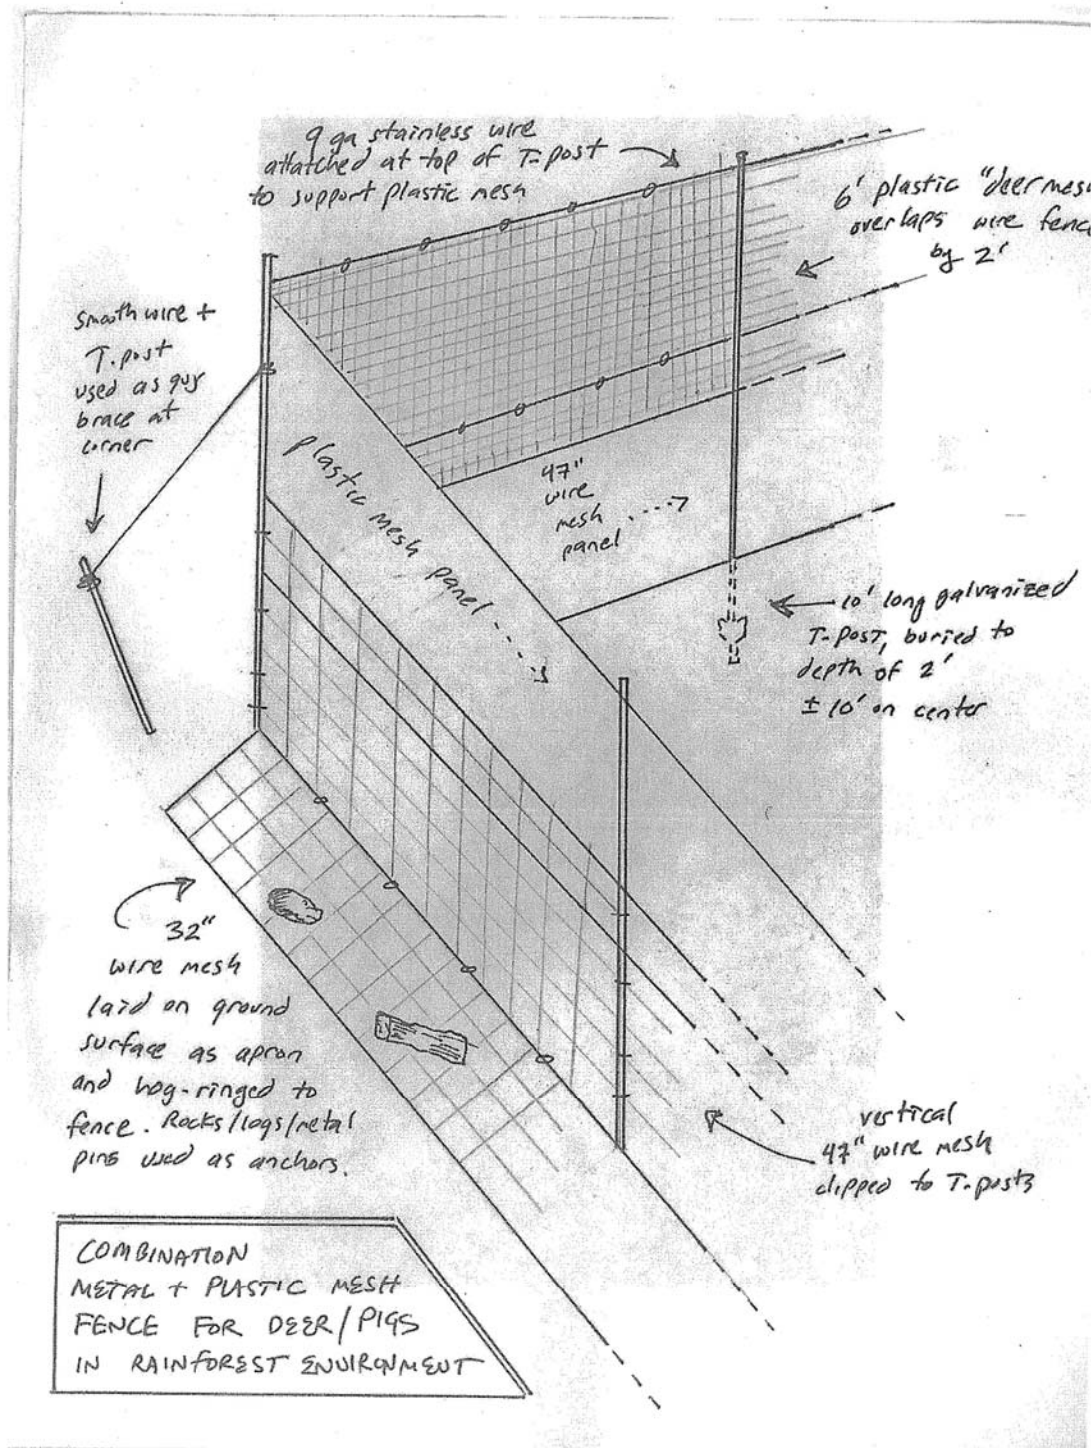 9 ga stainless wire
attatched at top of T-post
to support plastic mesh
6' plastic "deer mesh
overlaps wire fenc
by 2'
smooth wire +
T.post
used as guy
brace at
corner
plastic mesh panel
47"
wire
mesh
panel
10' long galvanized
T-post, buried to
depth of 2'
± 10' on center
32"
wire mesh
laid on ground
surface as apron
and hog-ringed to
fence. Rocks/logs/metal
pins used as anchors.
vertical
47" wire mesh
clipped to T-posts
COMBINATION
METAL + PLASTIC MESH
FENCE FOR DEER/PIGS
IN RAINFOREST ENVIRONMENT